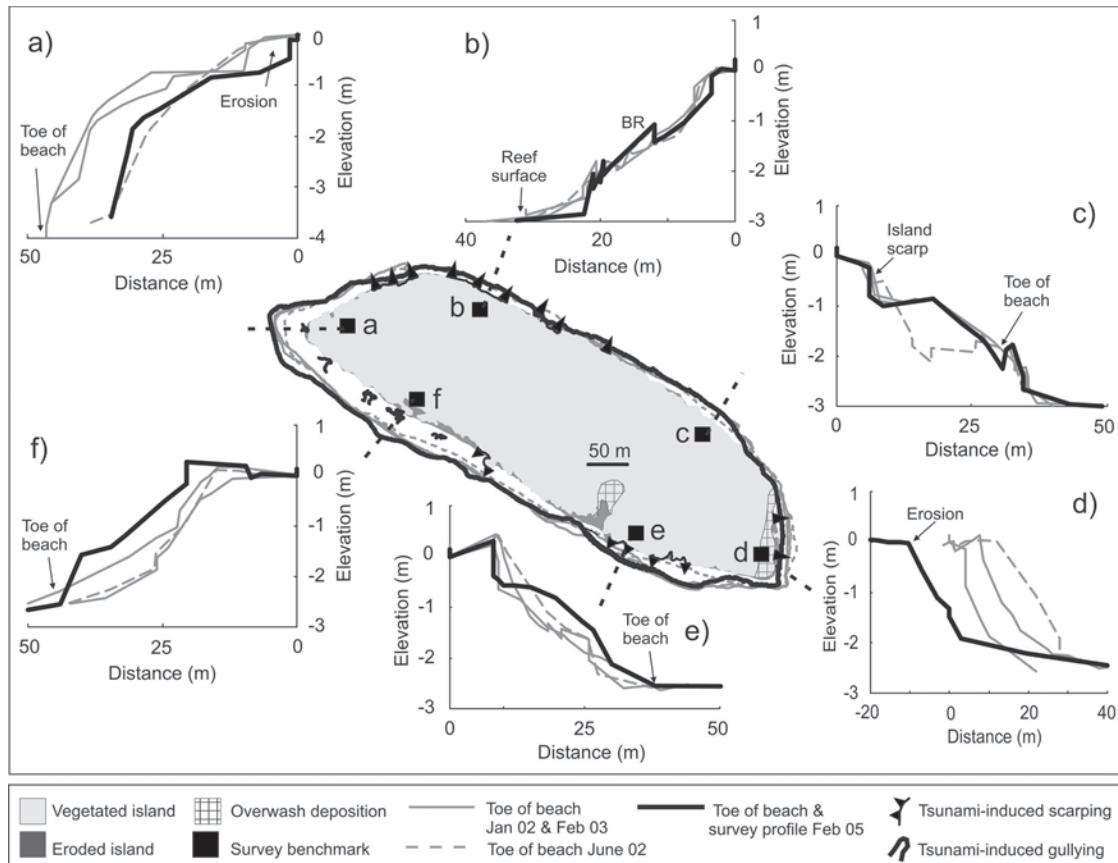 a)
0
-1
-2
-3
-4
Elevation (m)
Erosion
Toe of
beach
50
25
0
Distance (m)
b)
1
0
-1
-2
-3
Elevation (m)
BR
Reef
surface
40
20
0
Distance (m)
c)
1
0
-1
-2
-3
Elevation (m)
Island
scarp
Toe of
beach
0
25
50
Distance (m)
a
b
c
d
e
f
50 m
f)
1
0
-1
-2
-3
Elevation (m)
Toe of
beach
50
25
0
Distance (m)
e)
1
0
-1
-2
-3
Elevation (m)
Toe of
beach
0
25
50
Distance (m)
d)
1
0
-1
-2
-3
Elevation (m)
Erosion
-20
0
20
40
Distance (m)
Vegetated island
Overwash deposition
Toe of beach
Jan 02 & Feb 03
Toe of beach &
survey profile Feb 05
Tsunami-induced scarping
Eroded island
Survey benchmark
Toe of beach June 02
Tsunami-induced gullying